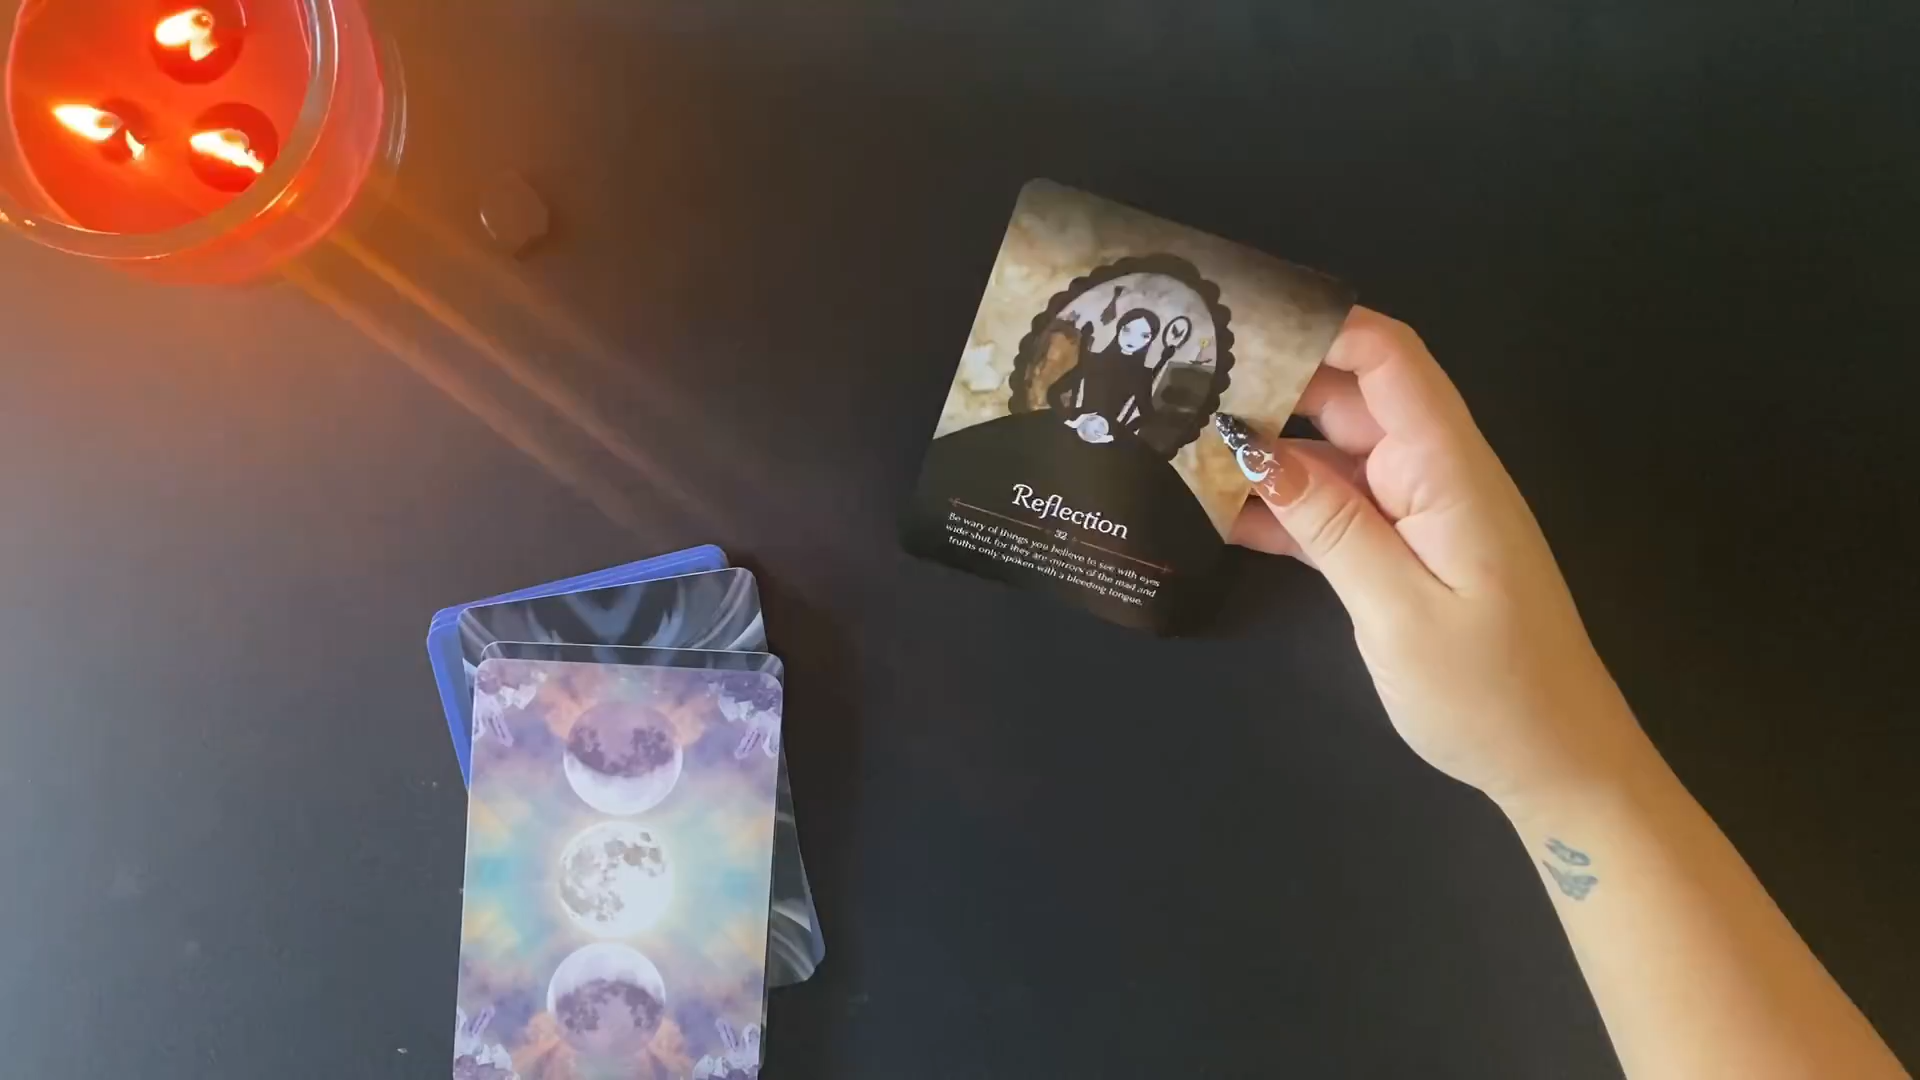 Reflection
32
Be wary of things you believe to see with eyes
wide shut, for they are mirrors of the mad and
truths only spoken with a bleeding tongue.